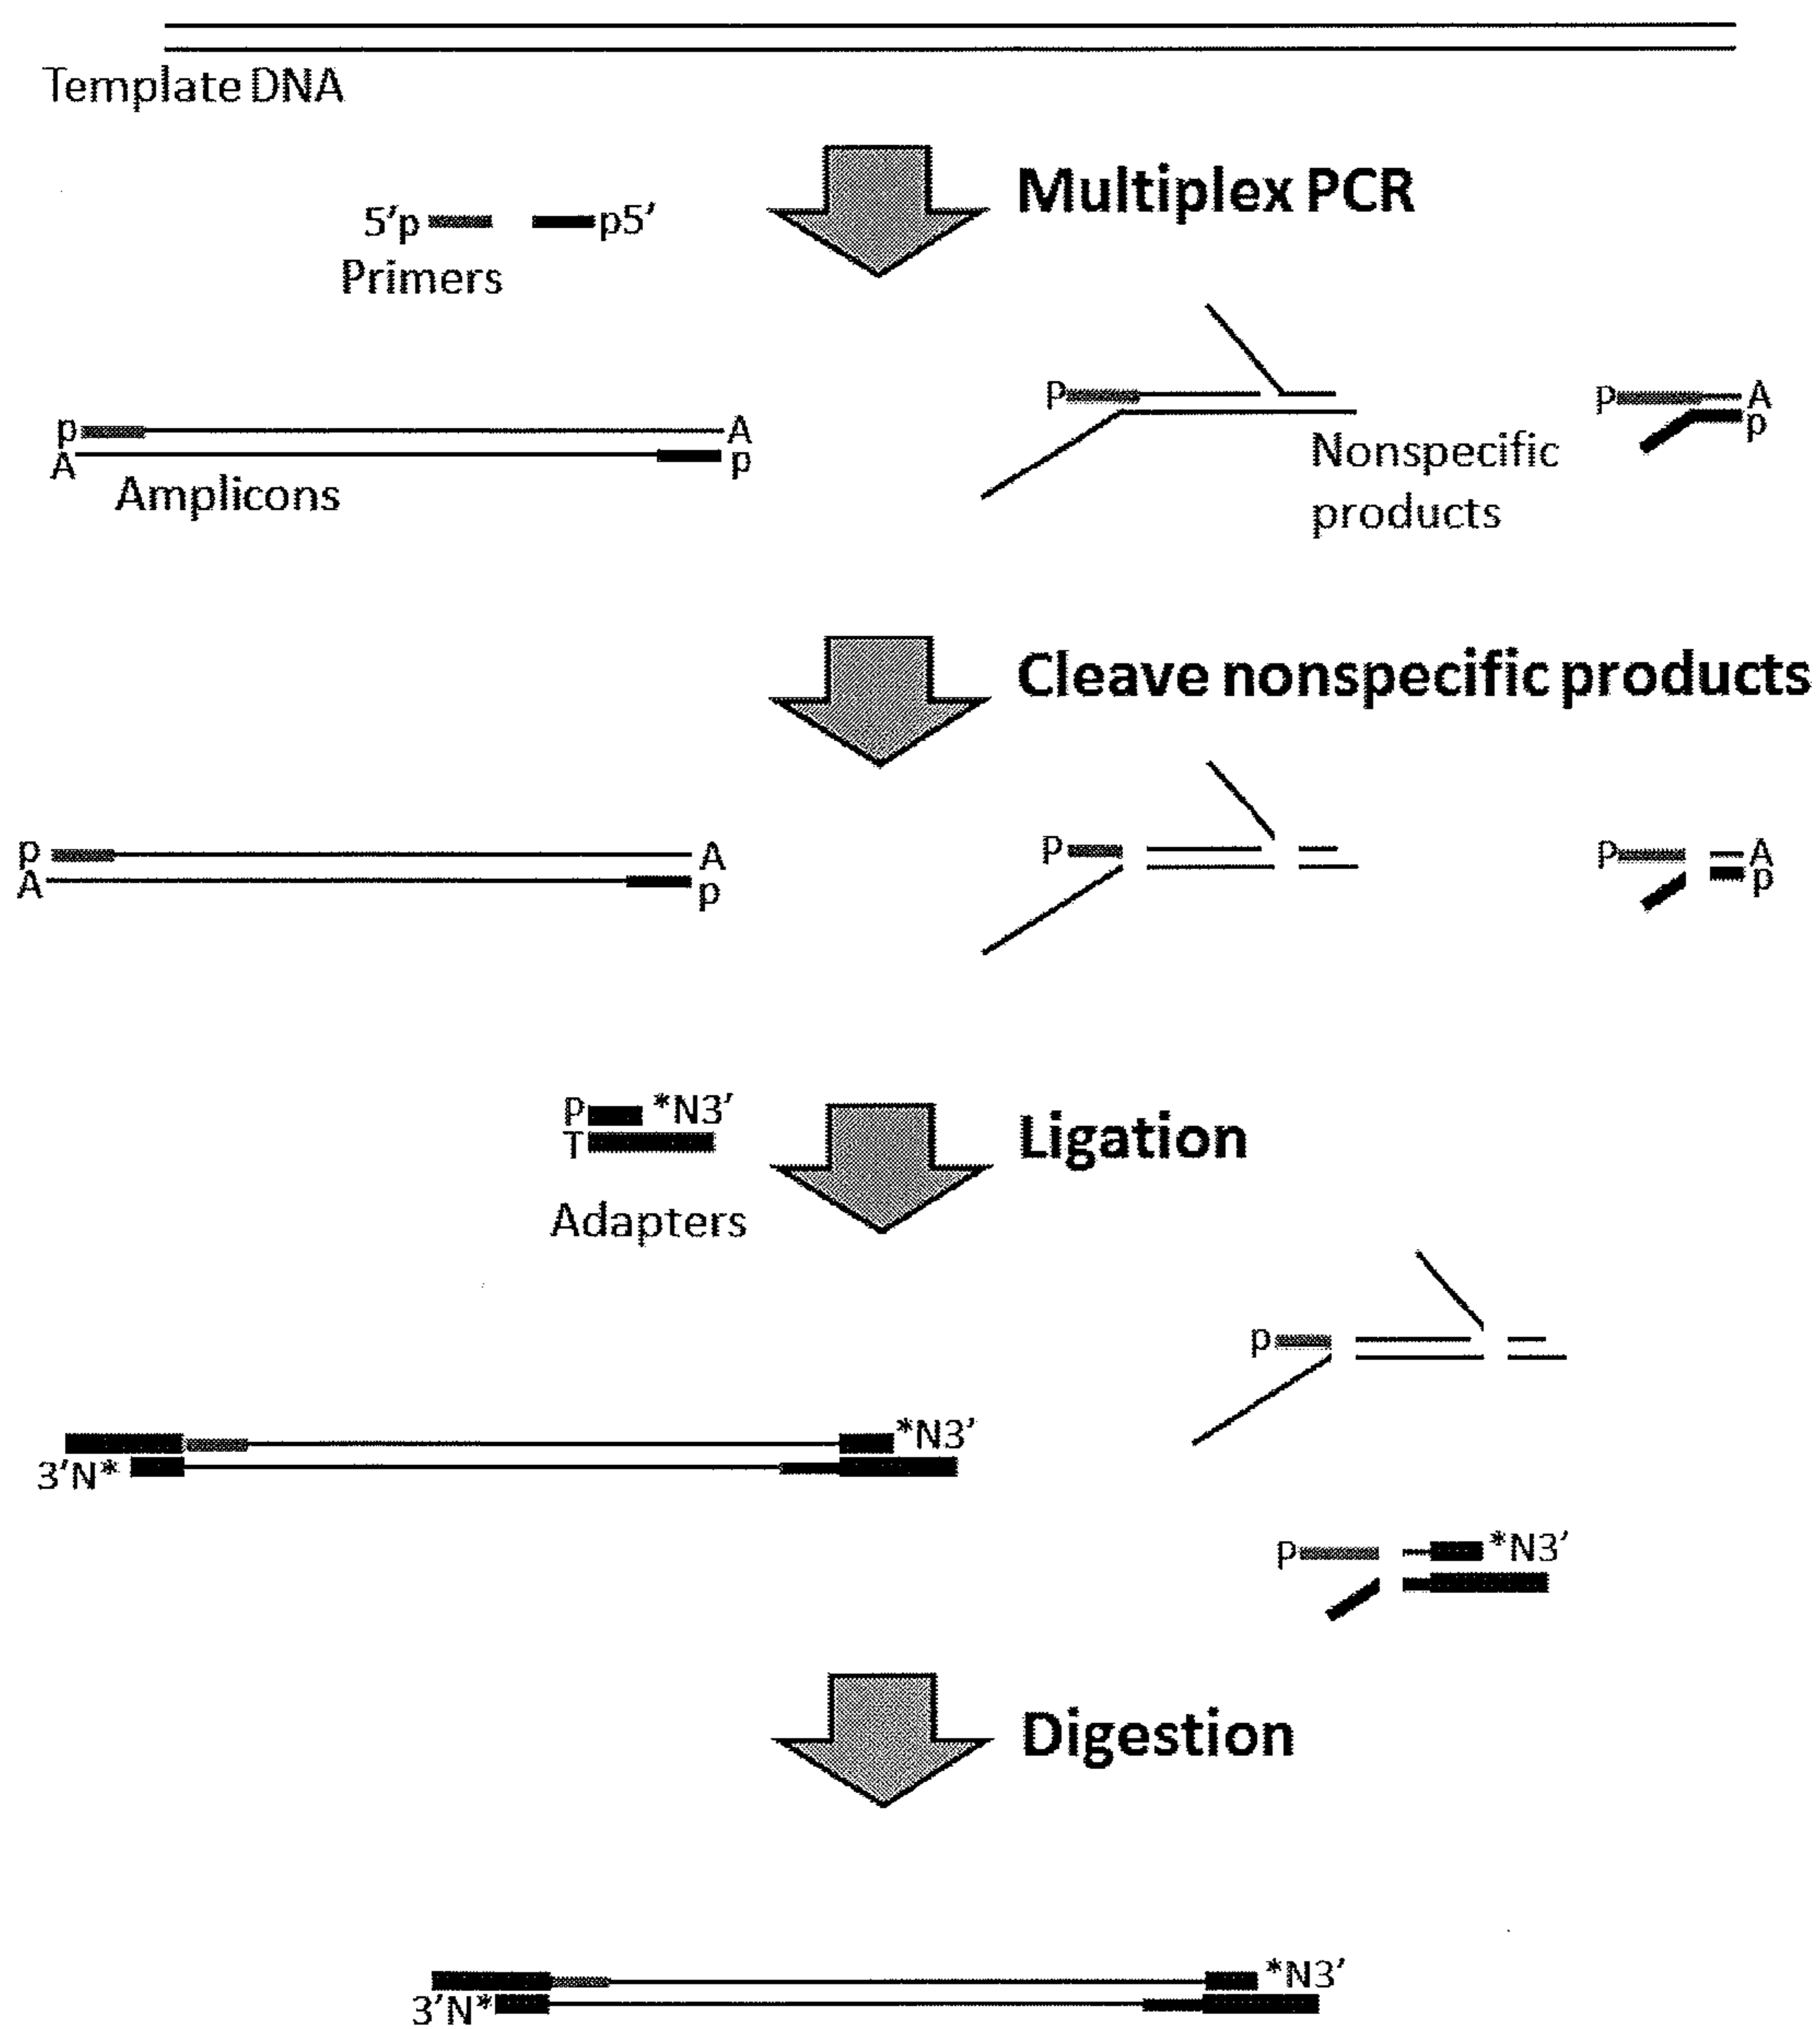 Template DNA
Multiplex PCR
5'p p5'
Primers
p A
A p
Amplicons
P
Nonspecific
products
P A
p
Cleave nonspecific products
p A
A p
P
P A
p
P *N3'
T
Ligation
Adapters
p
*N3'
3'N*
P *N3'
Digestion
*N3'
3'N*